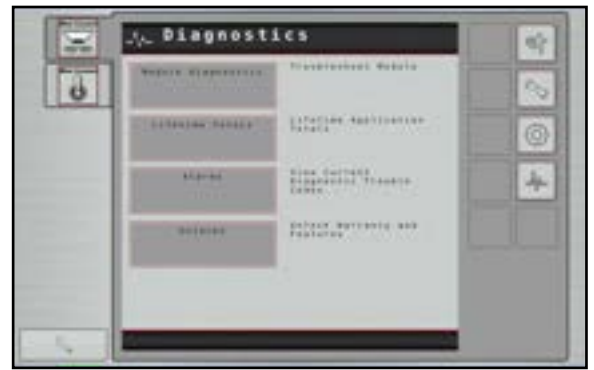 Diagnostics
Module Diagnostics
Troubleshoot Module
Lifetime Totals
Lifetime Application
Totals
Alarms
View Current
Diagnostic Trouble
Codes
Unlocks
Unlock Warranty and
Features